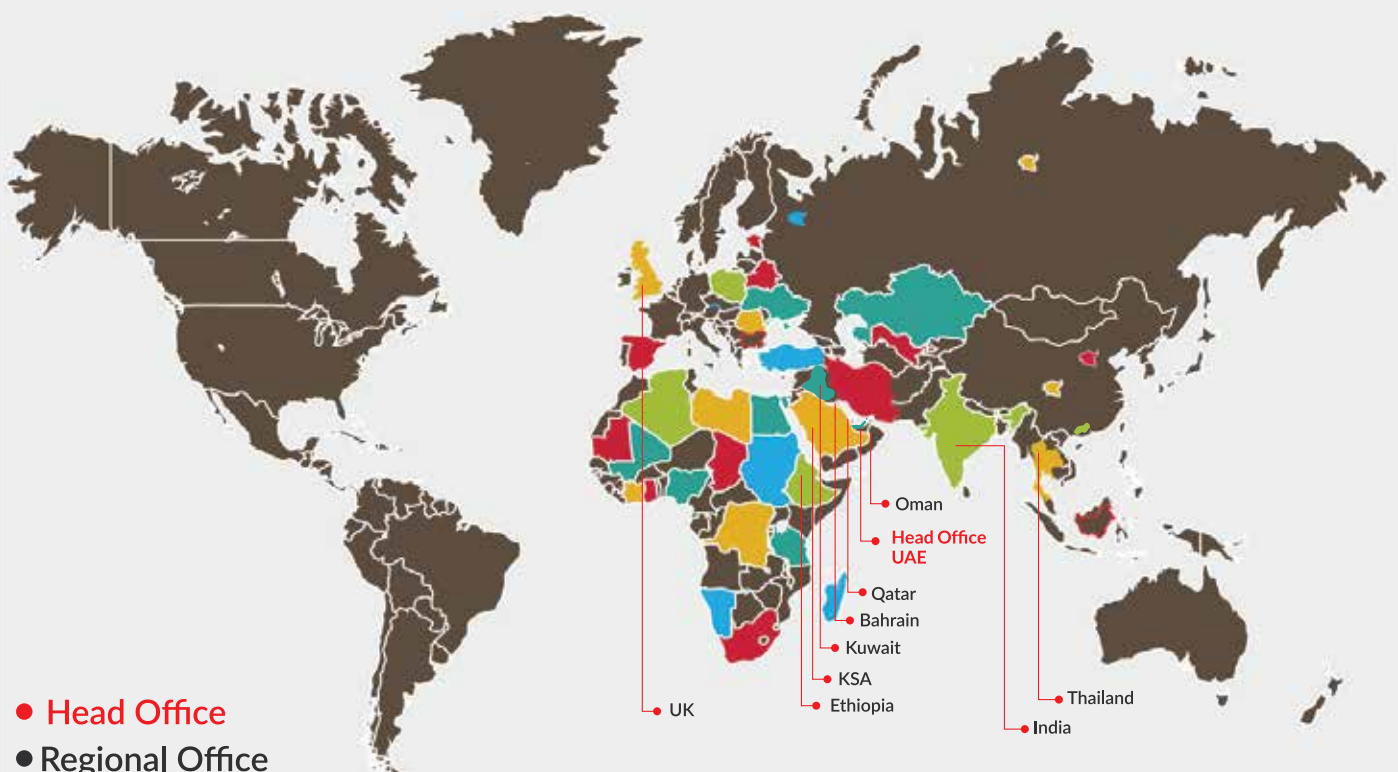 Oman
Head Office
UAE
Qatar
Bahrain
Kuwait
KSA
Ethiopia
UK
Thailand
India
Head Office
Regional Office